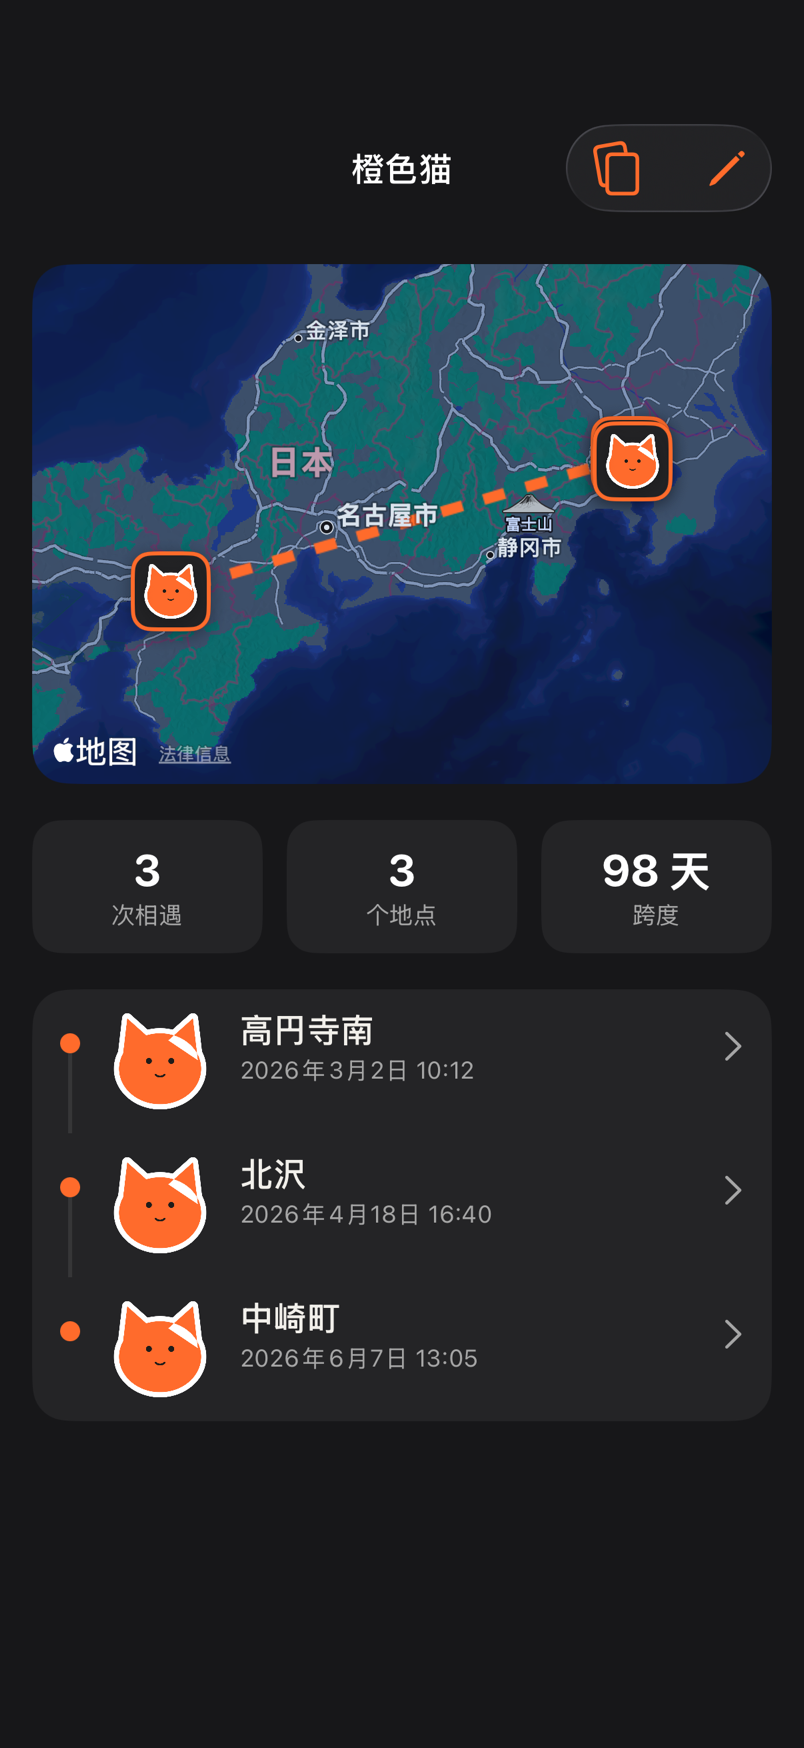 橙色猫
金泽市
日本
名古屋市
富士山
静冈市
地图 法律信息
3
次相遇
3
个地点
98 天
跨度
高円寺南
2026年3月2日 10:12
北沢
2026年4月18日 16:40
中崎町
2026年6月7日 13:05